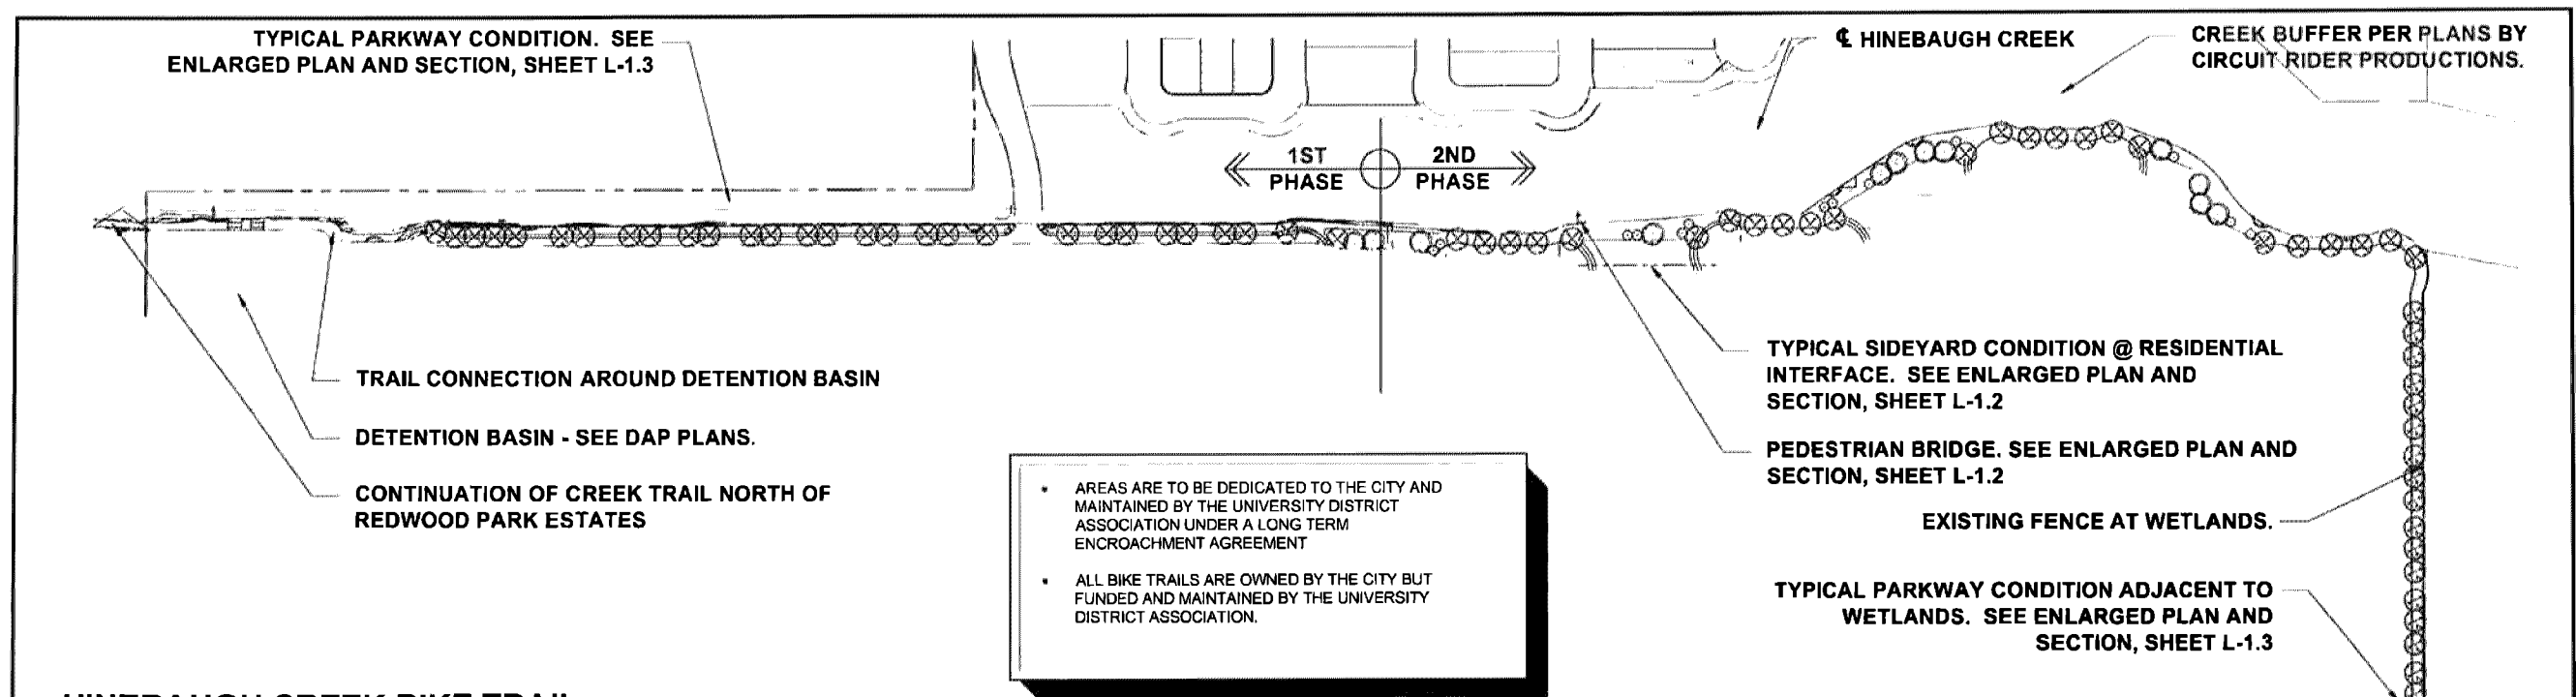 TYPICAL PARKWAY CONDITION. SEE
ENLARGED PLAN AND SECTION, SHEET L-1.3
℄ HINEBAUGH CREEK
CREEK BUFFER PER PLANS BY
CIRCUIT RIDER PRODUCTIONS.
1ST
PHASE
2ND
PHASE
TRAIL CONNECTION AROUND DETENTION BASIN
DETENTION BASIN - SEE DAP PLANS.
CONTINUATION OF CREEK TRAIL NORTH OF
REDWOOD PARK ESTATES
• AREAS ARE TO BE DEDICATED TO THE CITY AND
MAINTAINED BY THE UNIVERSITY DISTRICT
ASSOCIATION UNDER A LONG TERM
ENCROACHMENT AGREEMENT
• ALL BIKE TRAILS ARE OWNED BY THE CITY BUT
FUNDED AND MAINTAINED BY THE UNIVERSITY
DISTRICT ASSOCIATION.
TYPICAL SIDEYARD CONDITION @ RESIDENTIAL
INTERFACE. SEE ENLARGED PLAN AND
SECTION, SHEET L-1.2
PEDESTRIAN BRIDGE. SEE ENLARGED PLAN AND
SECTION, SHEET L-1.2
EXISTING FENCE AT WETLANDS.
TYPICAL PARKWAY CONDITION ADJACENT TO
WETLANDS. SEE ENLARGED PLAN AND
SECTION, SHEET L-1.3
HINEBAUGH CREEK BIKE TRAIL